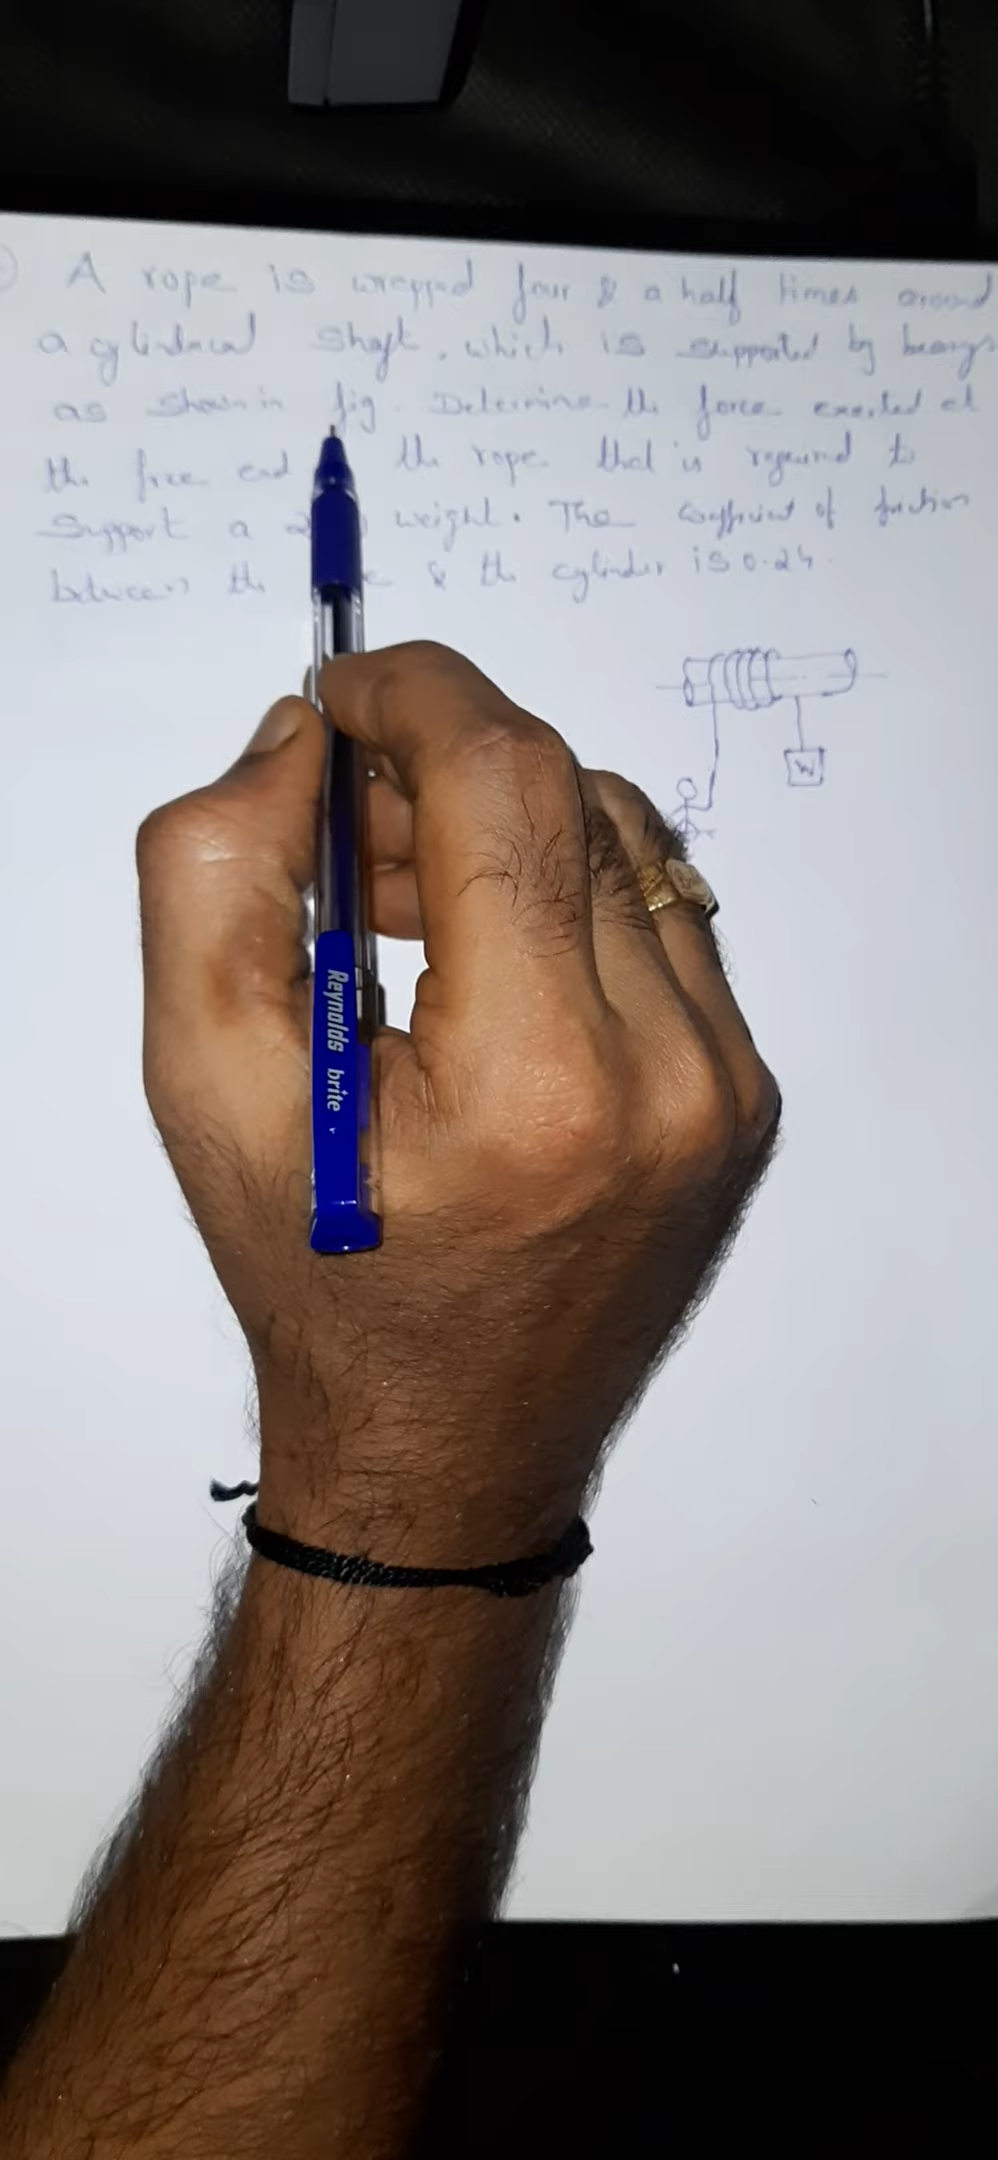 A rope is wrapped four & a half times around
a cylindrical shaft, which is supported by bearings
as shown in fig. Determine the force exerted at
the free end the rope that is required to
Support a weight. The coefficient of friction
between the & the cylinder is 0.24.
W
Reynolds brite